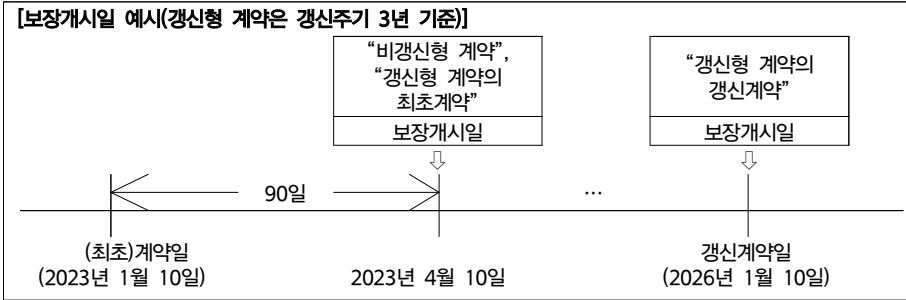 [보장개시일 예시(갱신형 계약은 갱신주기 3년 기준)]
“비갱신형 계약”,
“갱신형 계약의
최초계약”
보장개시일
“갱신형 계약의
갱신계약”
보장개시일
90일
…
(최초)계약일
(2023년 1월 10일)
2023년 4월 10일
갱신계약일
(2026년 1월 10일)